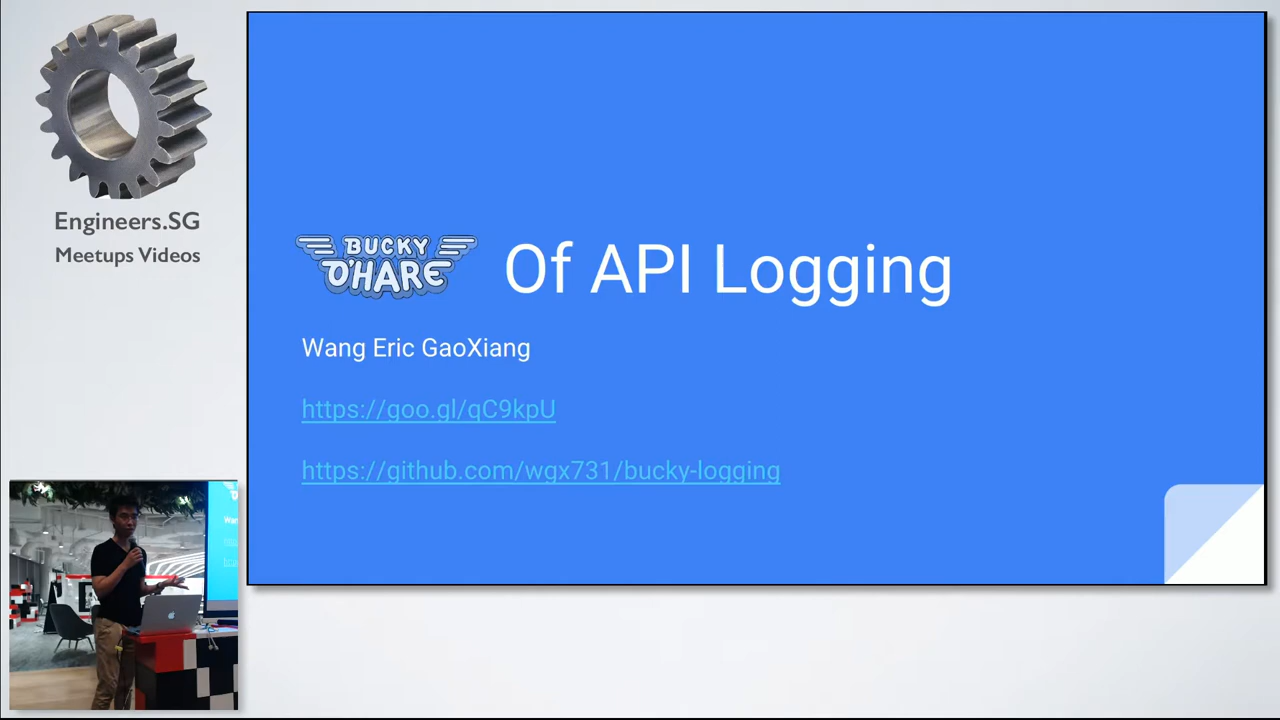 Engineers.SG
Meetups Videos
BUCKY O'HARE Of API Logging
Wang Eric GaoXiang
https://goo.gl/qC9kpU
https://github.com/wgx731/bucky-logging